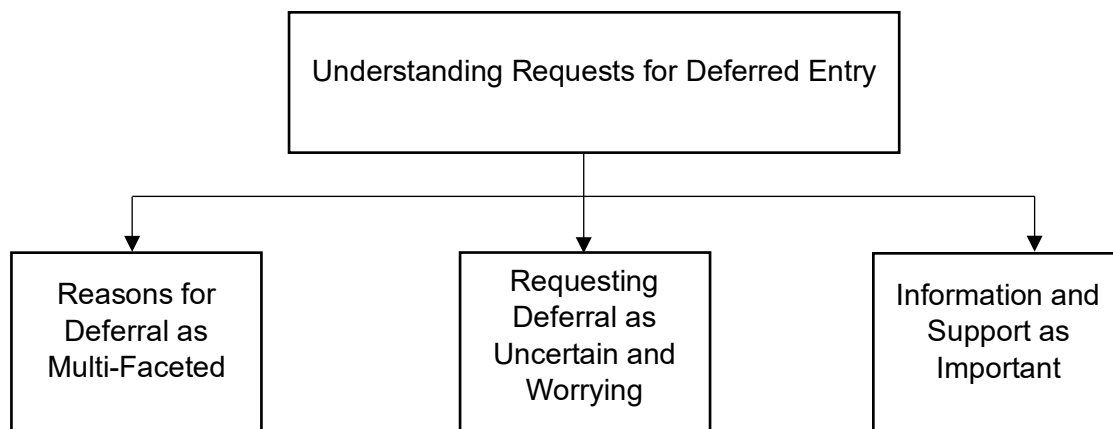 Understanding Requests for Deferred Entry
Reasons for
Deferral as
Multi-Faceted
Requesting
Deferral as
Uncertain and
Worrying
Information and
Support as
Important